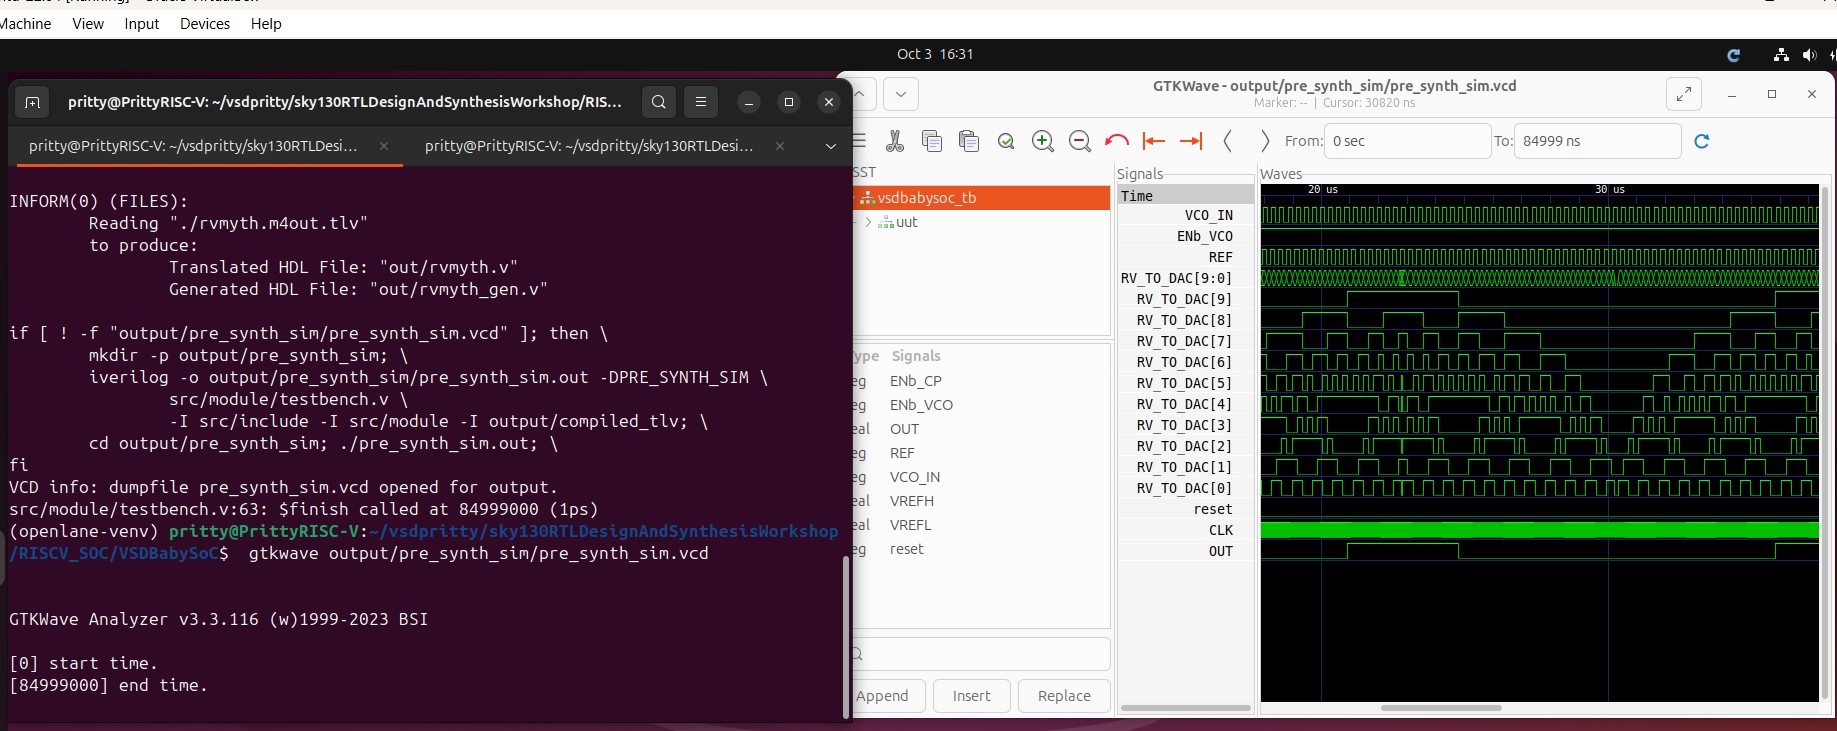 Machine View Input Devices Help
Oct 3 16:31
pritty@PrittyRISC-V: ~/vsdpritty/sky130RTLDesignAndSynthesisWorkshop/RIS...
pritty@PrittyRISC-V: ~/vsdpritty/sky130RTLDesi...
pritty@PrittyRISC-V: ~/vsdpritty/sky130RTLDesi...
INFORM(0) (FILES):
Reading "./rvmyth.m4out.tlv"
to produce:
Translated HDL File: "out/rvmyth.v"
Generated HDL File: "out/rvmyth_gen.v"
if [ ! -f "output/pre_synth_sim/pre_synth_sim.vcd" ]; then \
mkdir -p output/pre_synth_sim; \
iverilog -o output/pre_synth_sim/pre_synth_sim.out -DPRE_SYNTH_SIM \
src/module/testbench.v \
-I src/include -I src/module -I output/compiled_tlv; \
cd output/pre_synth_sim; ./pre_synth_sim.out; \
fi
VCD info: dumpfile pre_synth_sim.vcd opened for output.
src/module/testbench.v:63: $finish called at 84999000 (1ps)
(openlane-venv) pritty@PrittyRISC-V:~/vsdpritty/sky130RTLDesignAndSynthesisWorkshop
/RISCV_SOC/VSDBabySoC$ gtkwave output/pre_synth_sim/pre_synth_sim.vcd
GTKWave Analyzer v3.3.116 (w)1999-2023 BSI
[0] start time.
[84999000] end time.
GTKWave - output/pre_synth_sim/pre_synth_sim.vcd
Marker: -- | Cursor: 30820 ns
From: 0 sec To: 84999 ns
SST
vsdbabysoc_tb
uut
Type Signals
eg ENb_CP
eg ENb_VCO
eal OUT
eg REF
eg VCO_IN
eal VREFH
eal VREFL
eg reset
Append Insert Replace
Signals
Time
VCO_IN
ENb_VCO
REF
RV_TO_DAC[9:0]
RV_TO_DAC[9]
RV_TO_DAC[8]
RV_TO_DAC[7]
RV_TO_DAC[6]
RV_TO_DAC[5]
RV_TO_DAC[4]
RV_TO_DAC[3]
RV_TO_DAC[2]
RV_TO_DAC[1]
RV_TO_DAC[0]
reset
CLK
OUT
Waves
20 us 30 us